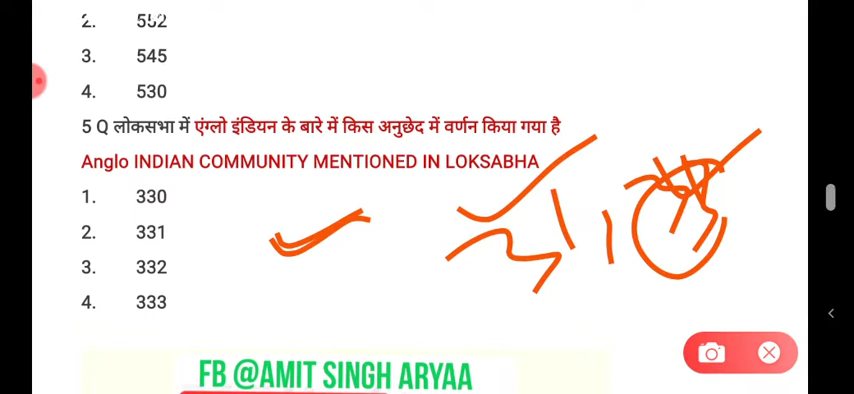 2. 552
3. 545
4. 530
5 Q लोकसभा में एंग्लो इंडियन के बारे में किस अनुछेद में वर्णन किया गया है
Anglo INDIAN COMMUNITY MENTIONED IN LOKSABHA
1. 330
2. 331
3. 332
4. 333
FB @AMIT SINGH ARYAA